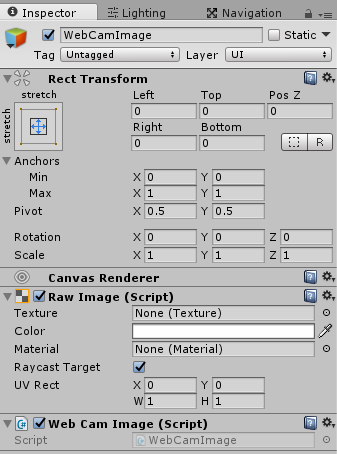 Inspector Lighting Navigation
WebCamImage Static
Tag Untagged Layer UI
Rect Transform
stretch Left Top Pos Z
stretch 0 0 0
Right Bottom
0 0 R
Anchors
Min X 0 Y 0
Max X 1 Y 1
Pivot X 0.5 Y 0.5
Rotation X 0 Y 0 Z 0
Scale X 1 Y 1 Z 1
Canvas Renderer
Raw Image (Script)
Texture None (Texture)
Color
Material None (Material)
Raycast Target
UV Rect X 0 Y 0
W 1 H 1
Web Cam Image (Script)
Script WebCamImage